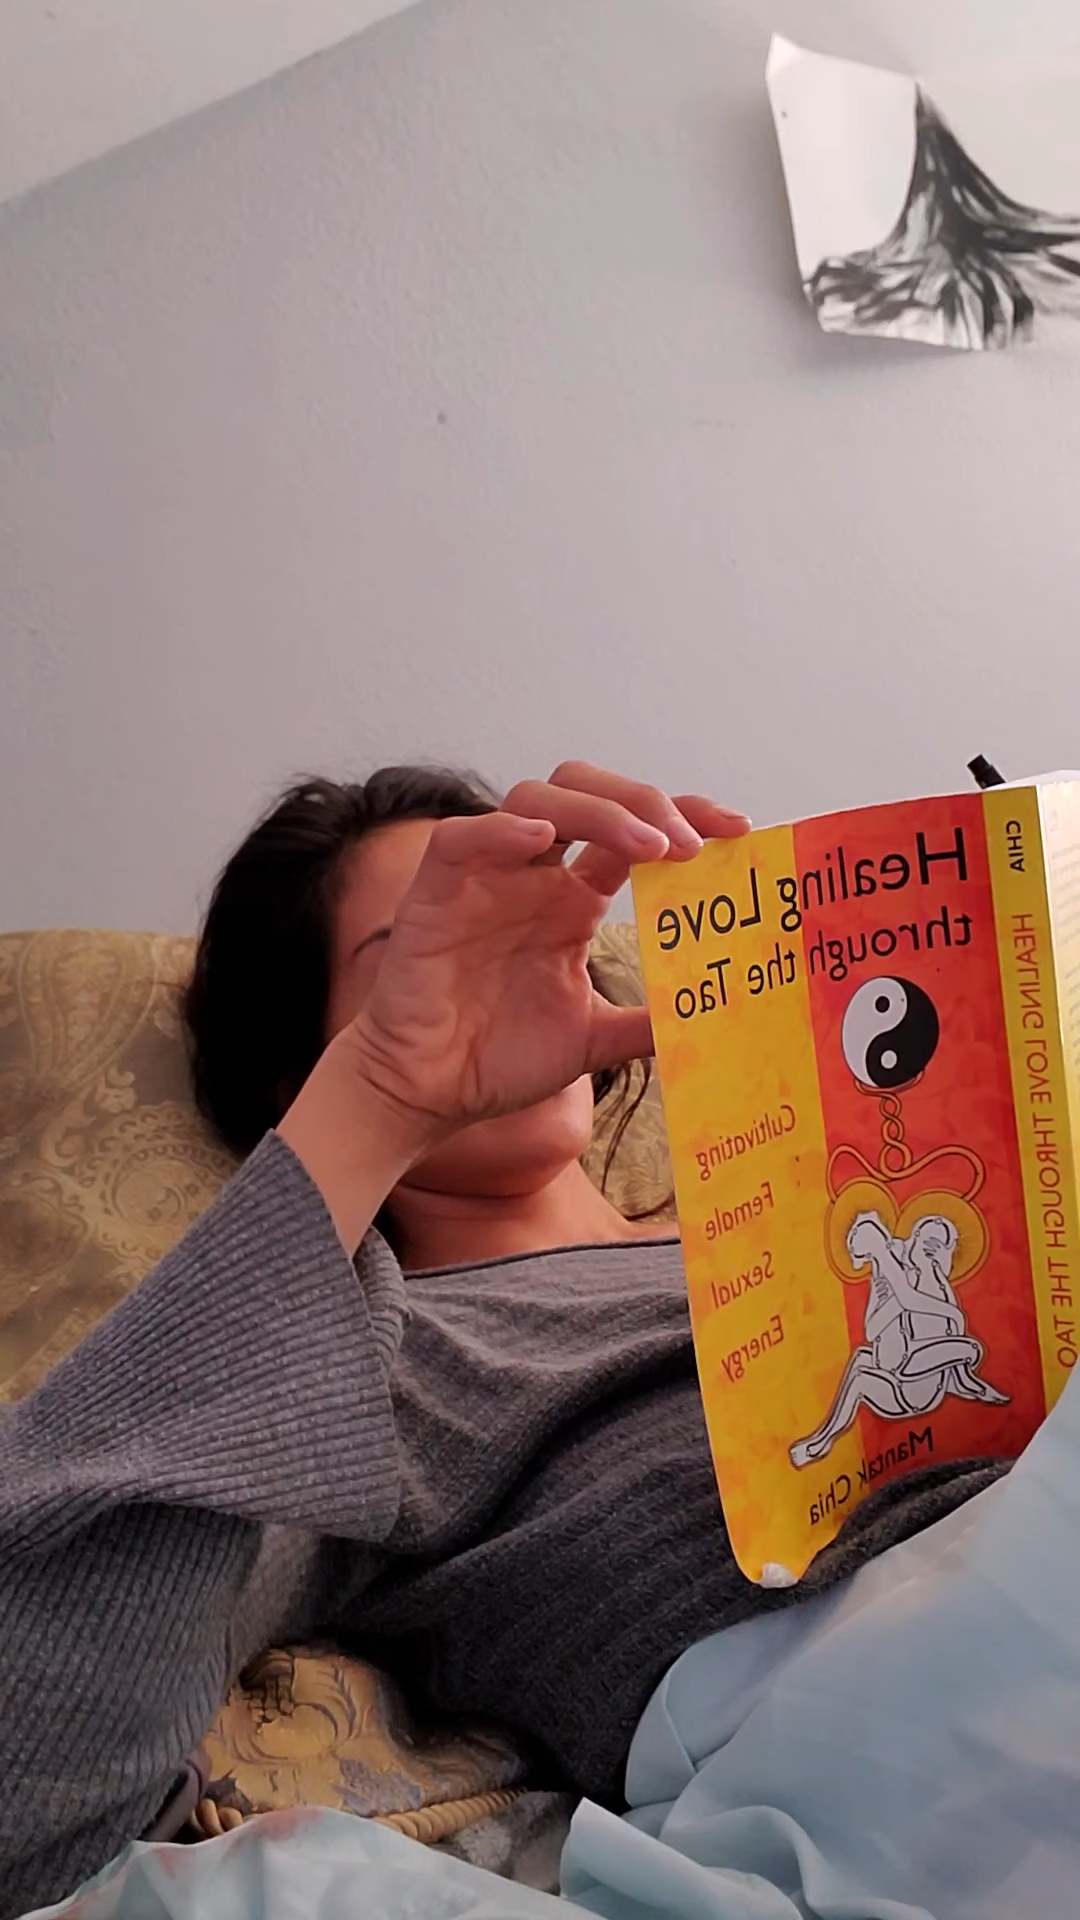 Healing Love
through the Tao
Cultivating
Female
Sexual
Energy
Mantak Chia
CHIA
HEALING LOVE THROUGH THE TAO